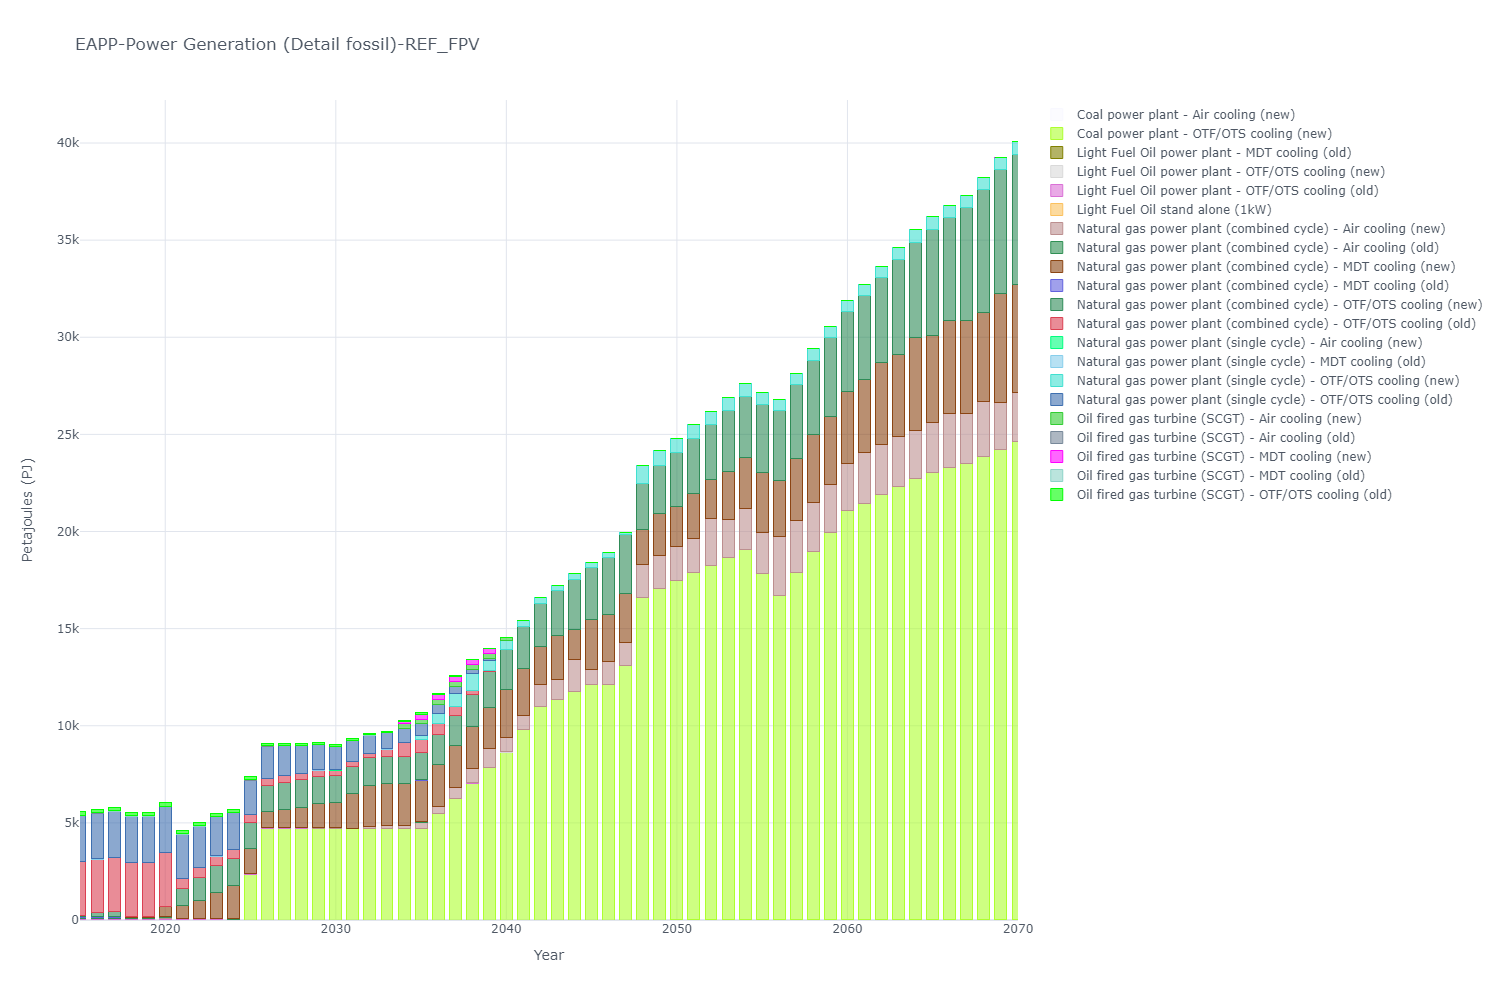 EAPP-Power Generation (Detail fossil)-REF_FPV
Coal power plant - Air cooling (new)
Coal power plant - OTF/OTS cooling (new)
Light Fuel Oil power plant - MDT cooling (old)
Light Fuel Oil power plant - OTF/OTS cooling (new)
Light Fuel Oil power plant - OTF/OTS cooling (old)
Light Fuel Oil stand alone (1kW)
Natural gas power plant (combined cycle) - Air cooling (new)
Natural gas power plant (combined cycle) - Air cooling (old)
Natural gas power plant (combined cycle) - MDT cooling (new)
Natural gas power plant (combined cycle) - MDT cooling (old)
Natural gas power plant (combined cycle) - OTF/OTS cooling (new)
Natural gas power plant (combined cycle) - OTF/OTS cooling (old)
Natural gas power plant (single cycle) - Air cooling (new)
Natural gas power plant (single cycle) - MDT cooling (old)
Natural gas power plant (single cycle) - OTF/OTS cooling (new)
Natural gas power plant (single cycle) - OTF/OTS cooling (old)
Oil fired gas turbine (SCGT) - Air cooling (new)
Oil fired gas turbine (SCGT) - Air cooling (old)
Oil fired gas turbine (SCGT) - MDT cooling (new)
Oil fired gas turbine (SCGT) - MDT cooling (old)
Oil fired gas turbine (SCGT) - OTF/OTS cooling (old)
Petajoules (PJ)
40k
35k
30k
25k
20k
15k
10k
5k
0
2020 2030 2040 2050 2060 2070
Year